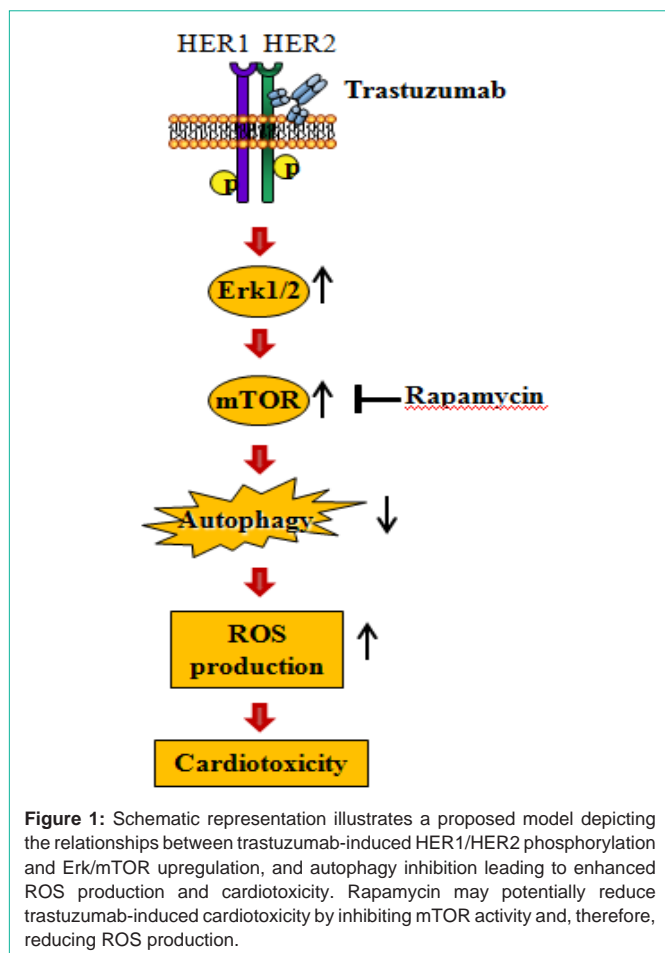 HER1 HER2
Trastuzumab
p
p
Erk1/2
mTOR
Rapamycin
Autophagy
ROS
production
Cardiotoxicity
Figure 1: Schematic representation illustrates a proposed model depicting
the relationships between trastuzumab-induced HER1/HER2 phosphorylation
and Erk/mTOR upregulation, and autophagy inhibition leading to enhanced
ROS production and cardiotoxicity. Rapamycin may potentially reduce
trastuzumab-induced cardiotoxicity by inhibiting mTOR activity and, therefore,
reducing ROS production.